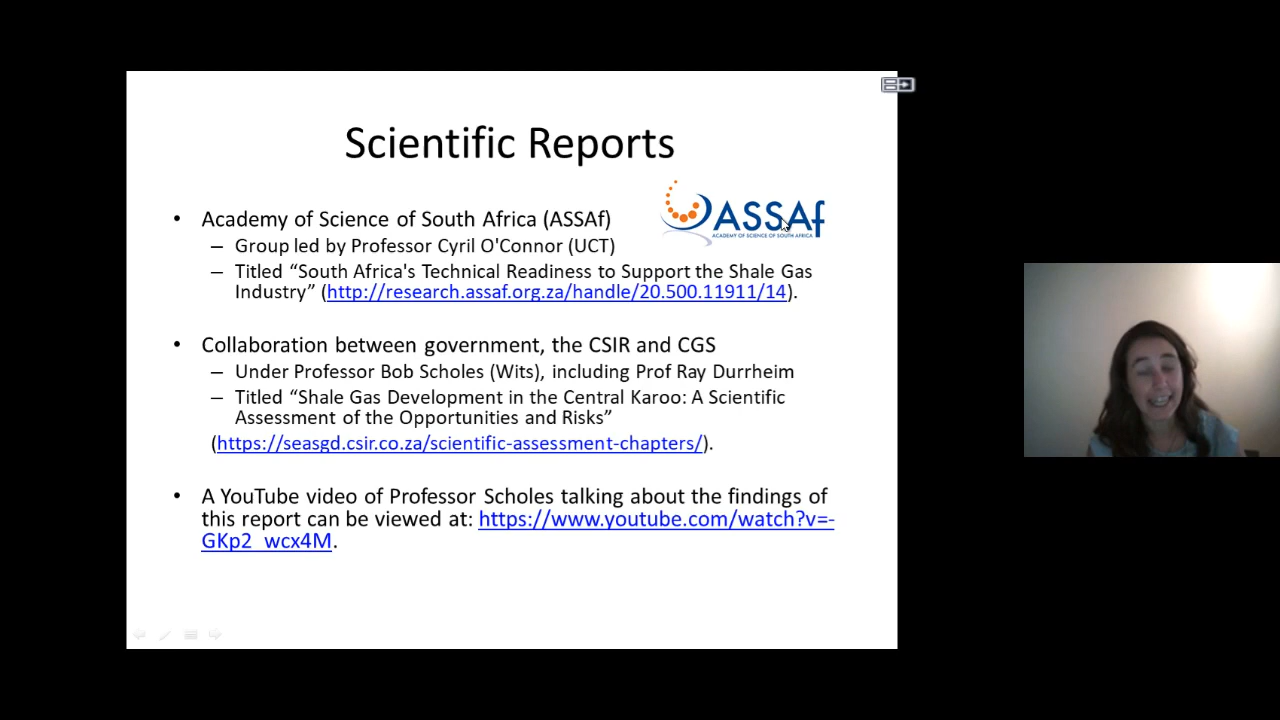 Scientific Reports
ASSAf
ACADEMY OF SCIENCE OF SOUTH AFRICA
• Academy of Science of South Africa (ASSAf)
– Group led by Professor Cyril O'Connor (UCT)
– Titled “South Africa's Technical Readiness to Support the Shale Gas
Industry” (http://research.assaf.org.za/handle/20.500.11911/14).
• Collaboration between government, the CSIR and CGS
– Under Professor Bob Scholes (Wits), including Prof Ray Durrheim
– Titled “Shale Gas Development in the Central Karoo: A Scientific
Assessment of the Opportunities and Risks”
(https://seasgd.csir.co.za/scientific-assessment-chapters/).
• A YouTube video of Professor Scholes talking about the findings of
this report can be viewed at: https://www.youtube.com/watch?v=-
GKp2_wcx4M.